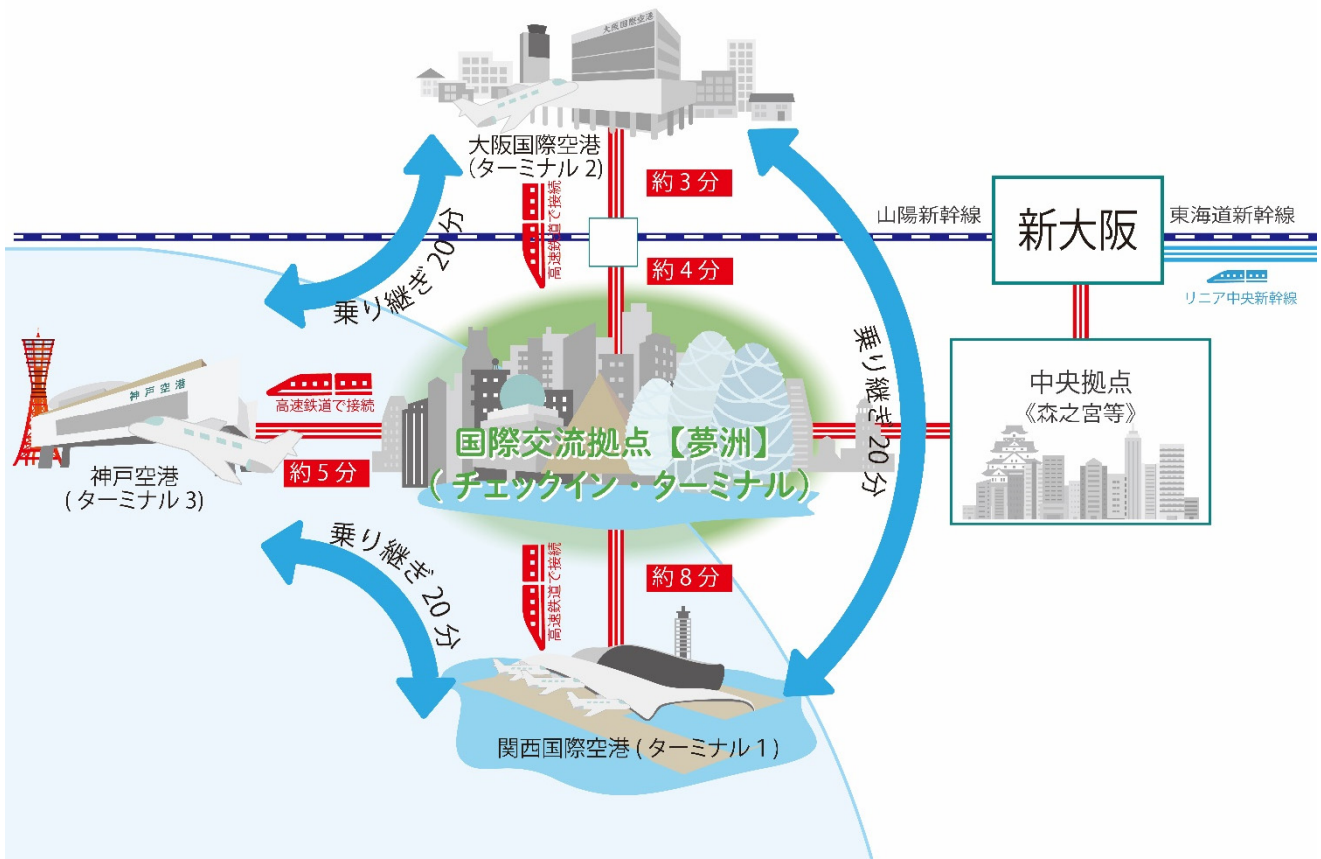 大阪国際空港
大阪国際空港
(ターミナル 2)
約 3 分
高速鉄道で接続
乗り継ぎ 20 分
山陽新幹線
新大阪
東海道新幹線
リニア中央新幹線
約 4 分
乗り継ぎ 20 分
神戸空港
神戸空港
( ターミナル 3)
高速鉄道で接続
約 5 分
国際交流拠点【夢洲】
( チェックイン・ターミナル)
中央拠点
《森之宮等》
乗り継ぎ 20 分
高速鉄道で接続
約 8 分
関西国際空港 ( ターミナル 1 )